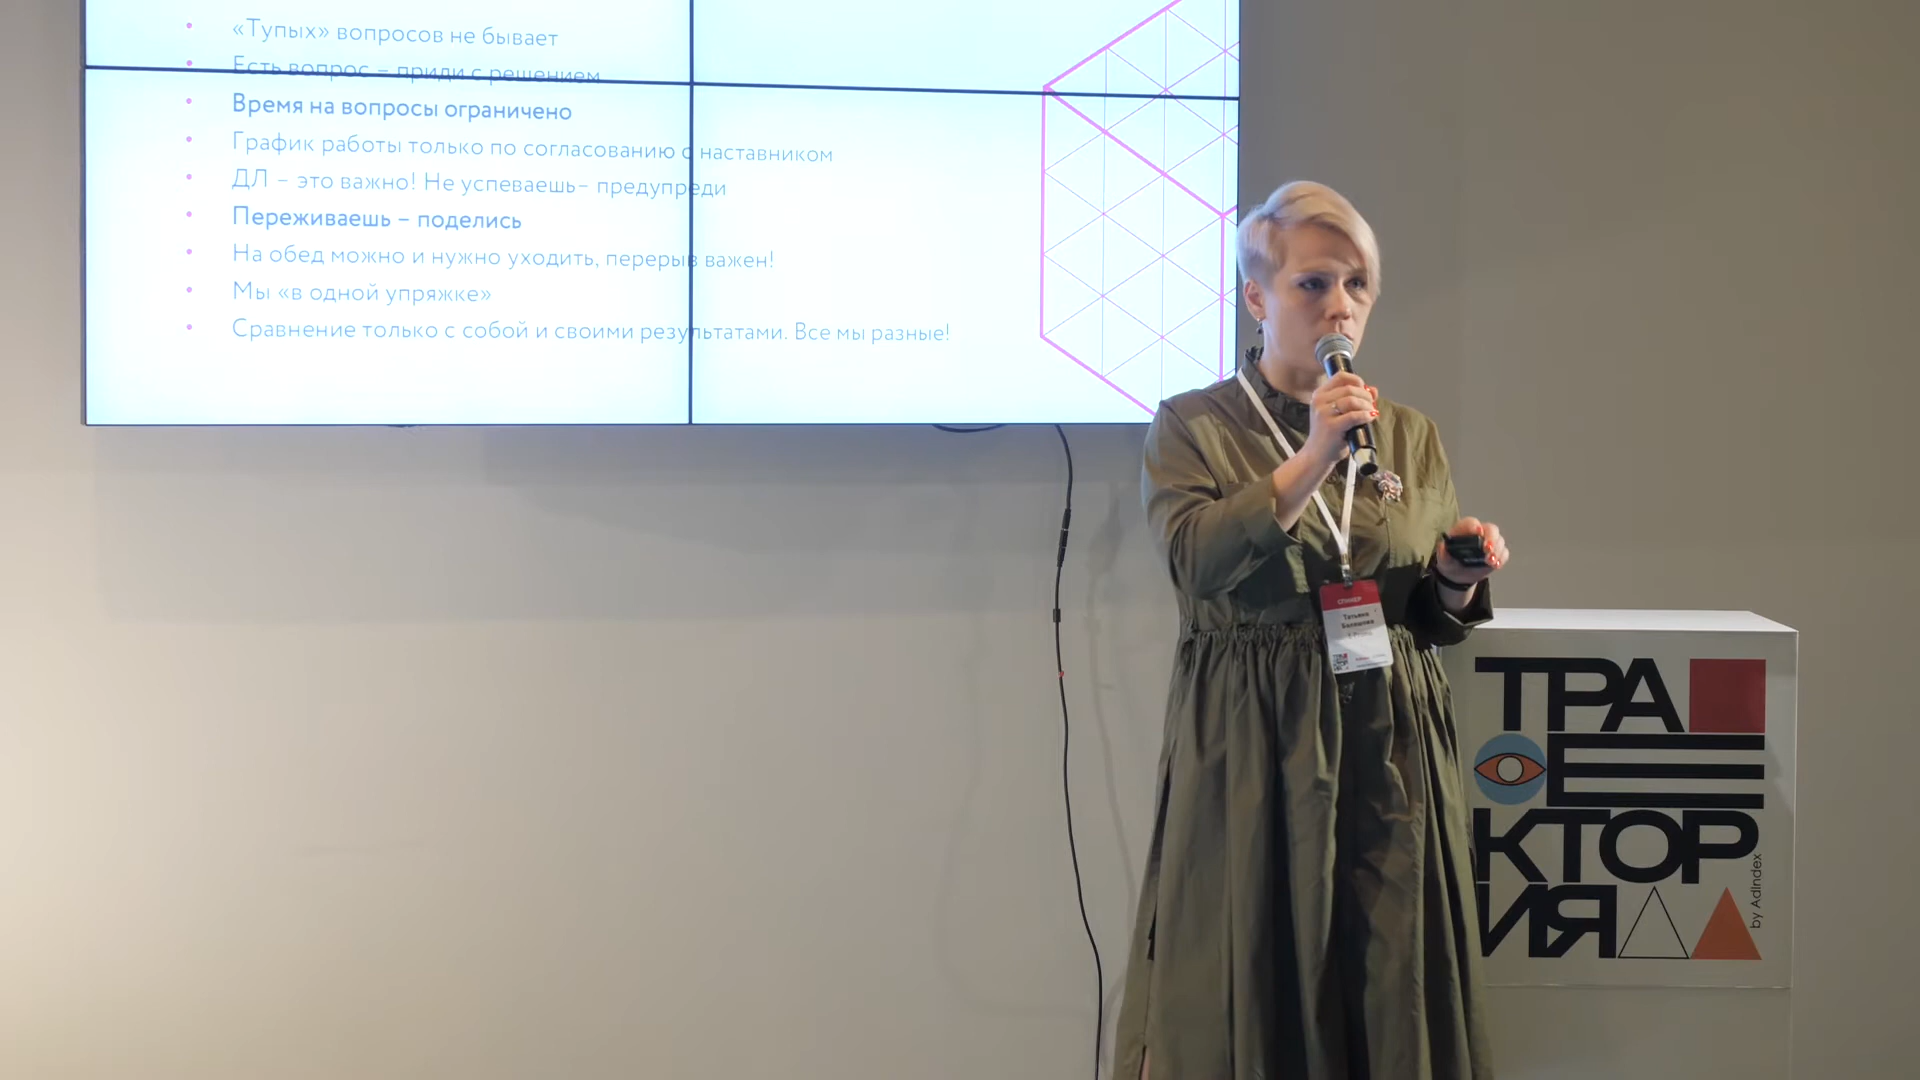 «Тупых» вопросов не бывает
Есть вопрос – приди с решением
Время на вопросы ограничено
График работы только по согласованию с наставником
ДЛ – это важно! Не успеваешь– предупреди
Переживаешь – поделись
На обед можно и нужно уходить, перерыв важен!
Мы «в одной упряжке»
Сравнение только с собой и своими результатами. Все мы разные!
СПИКЕР
Татьяна
ТРА
Е
КТОР
ИЯ
by AdIndex